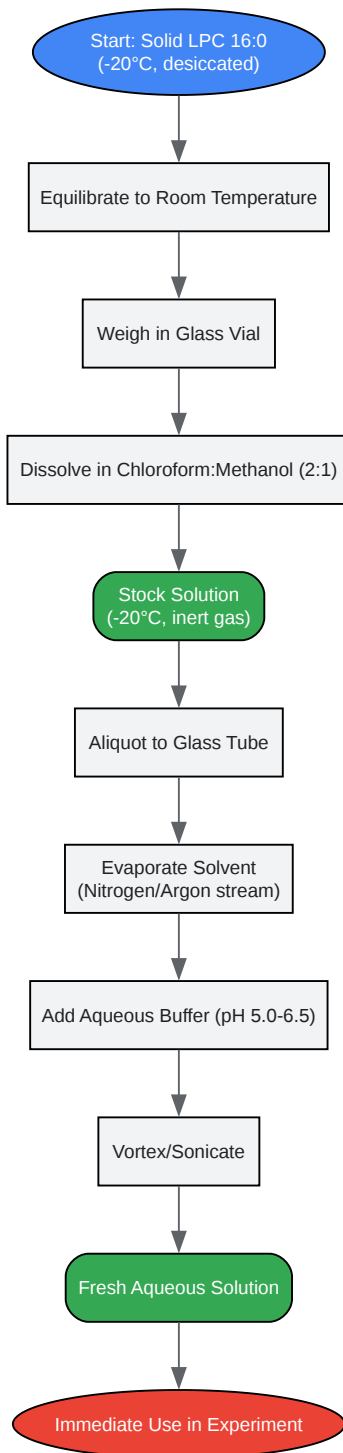 Start: Solid LPC 16:0
(-20°C, desiccated)
Equilibrate to Room Temperature
Weigh in Glass Vial
Dissolve in Chloroform:Methanol (2:1)
Stock Solution
(-20°C, inert gas)
Aliquot to Glass Tube
Evaporate Solvent
(Nitrogen/Argon stream)
Add Aqueous Buffer (pH 5.0-6.5)
Vortex/Sonicate
Fresh Aqueous Solution
Immediate Use in Experiment